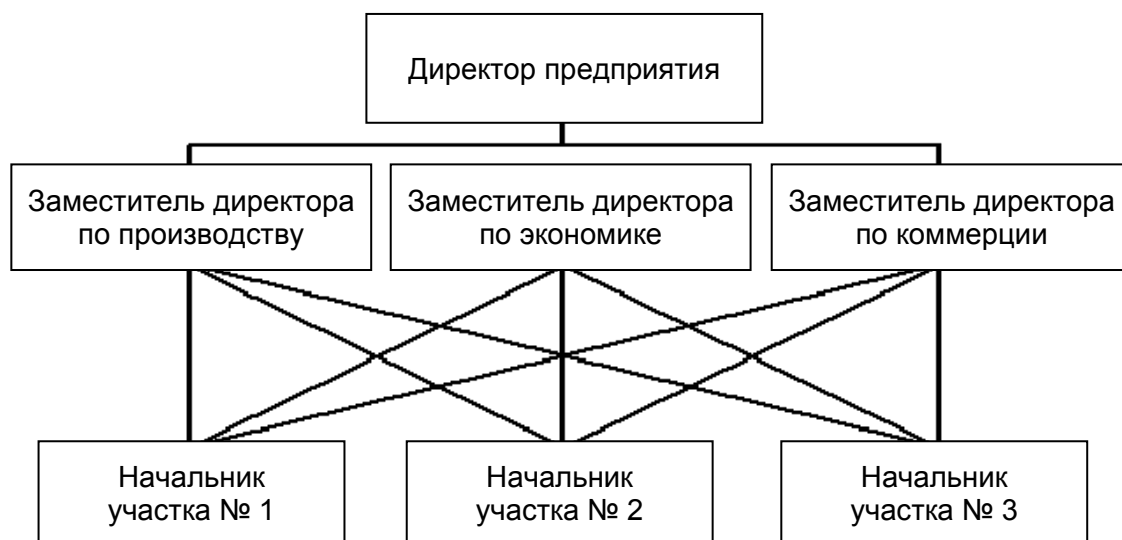 Директор предприятия
Заместитель директора
по производству
Заместитель директора
по экономике
Заместитель директора
по коммерции
Начальник
участка № 1
Начальник
участка № 2
Начальник
участка № 3